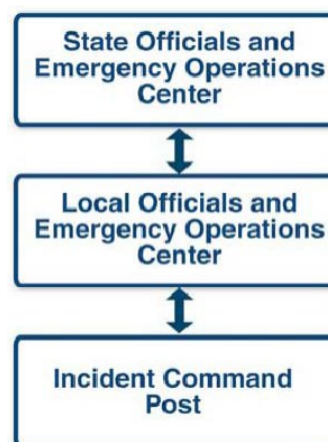 State Officials and
Emergency Operations
Center
Local Officials and
Emergency Operations
Center
Incident Command
Post